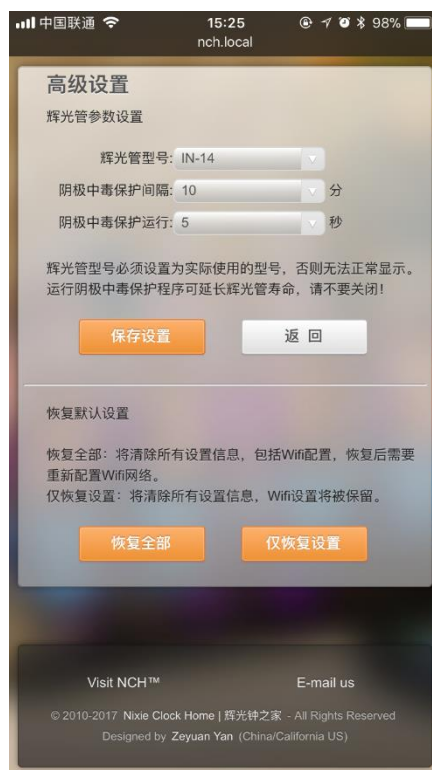 中国联通 15:25 98%
nch.local
高级设置
辉光管参数设置
辉光管型号: IN-14
阴极中毒保护间隔: 10 分
阴极中毒保护运行: 5 秒
辉光管型号必须设置为实际使用的型号，否则无法正常显示。
运行阴极中毒保护程序可延长辉光管寿命，请不要关闭！
保存设置 返 回
恢复默认设置
恢复全部：将清除所有设置信息，包括Wifi配置，恢复后需要
重新配置Wifi网络。
仅恢复设置：将清除所有设置信息，Wifi设置将被保留。
恢复全部 仅恢复设置
Visit NCH™ E-mail us
© 2010-2017 Nixie Clock Home | 辉光钟之家 - All Rights Reserved
Designed by Zeyuan Yan (China/California US)